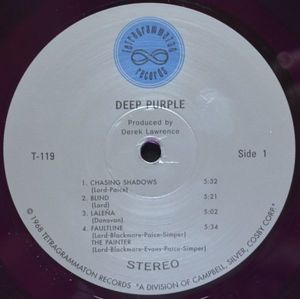 tetragrammaton
records
DEEP PURPLE
Produced by
Derek Lawrence
T-119
Side 1
1. CHASING SHADOWS 5:32
(Lord-Paice)
2. BLIND 5:21
(Lord)
3. LALENA 5:02
(Donovan)
4. FAULTLINE 5:34
(Lord-Blackmore-Paice-Simper)
THE PAINTER
(Lord-Blackmore-Evans-Paice-Simper)
STEREO
© 1968 TETRAGRAMMATON RECORDS "A DIVISION OF CAMPBELL, SILVER, COSBY CORP."